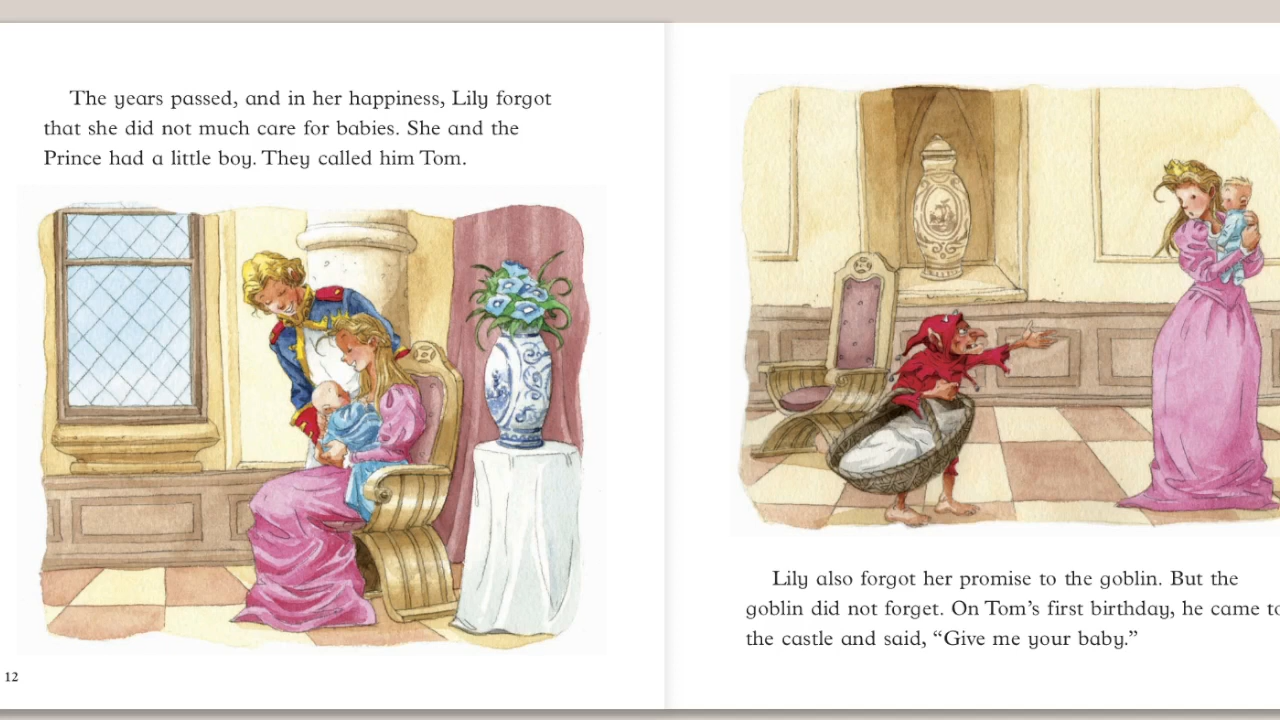 The years passed, and in her happiness, Lily forgot
that she did not much care for babies. She and the
Prince had a little boy. They called him Tom.
12
Lily also forgot her promise to the goblin. But the
goblin did not forget. On Tom's first birthday, he came to
the castle and said, “Give me your baby.”